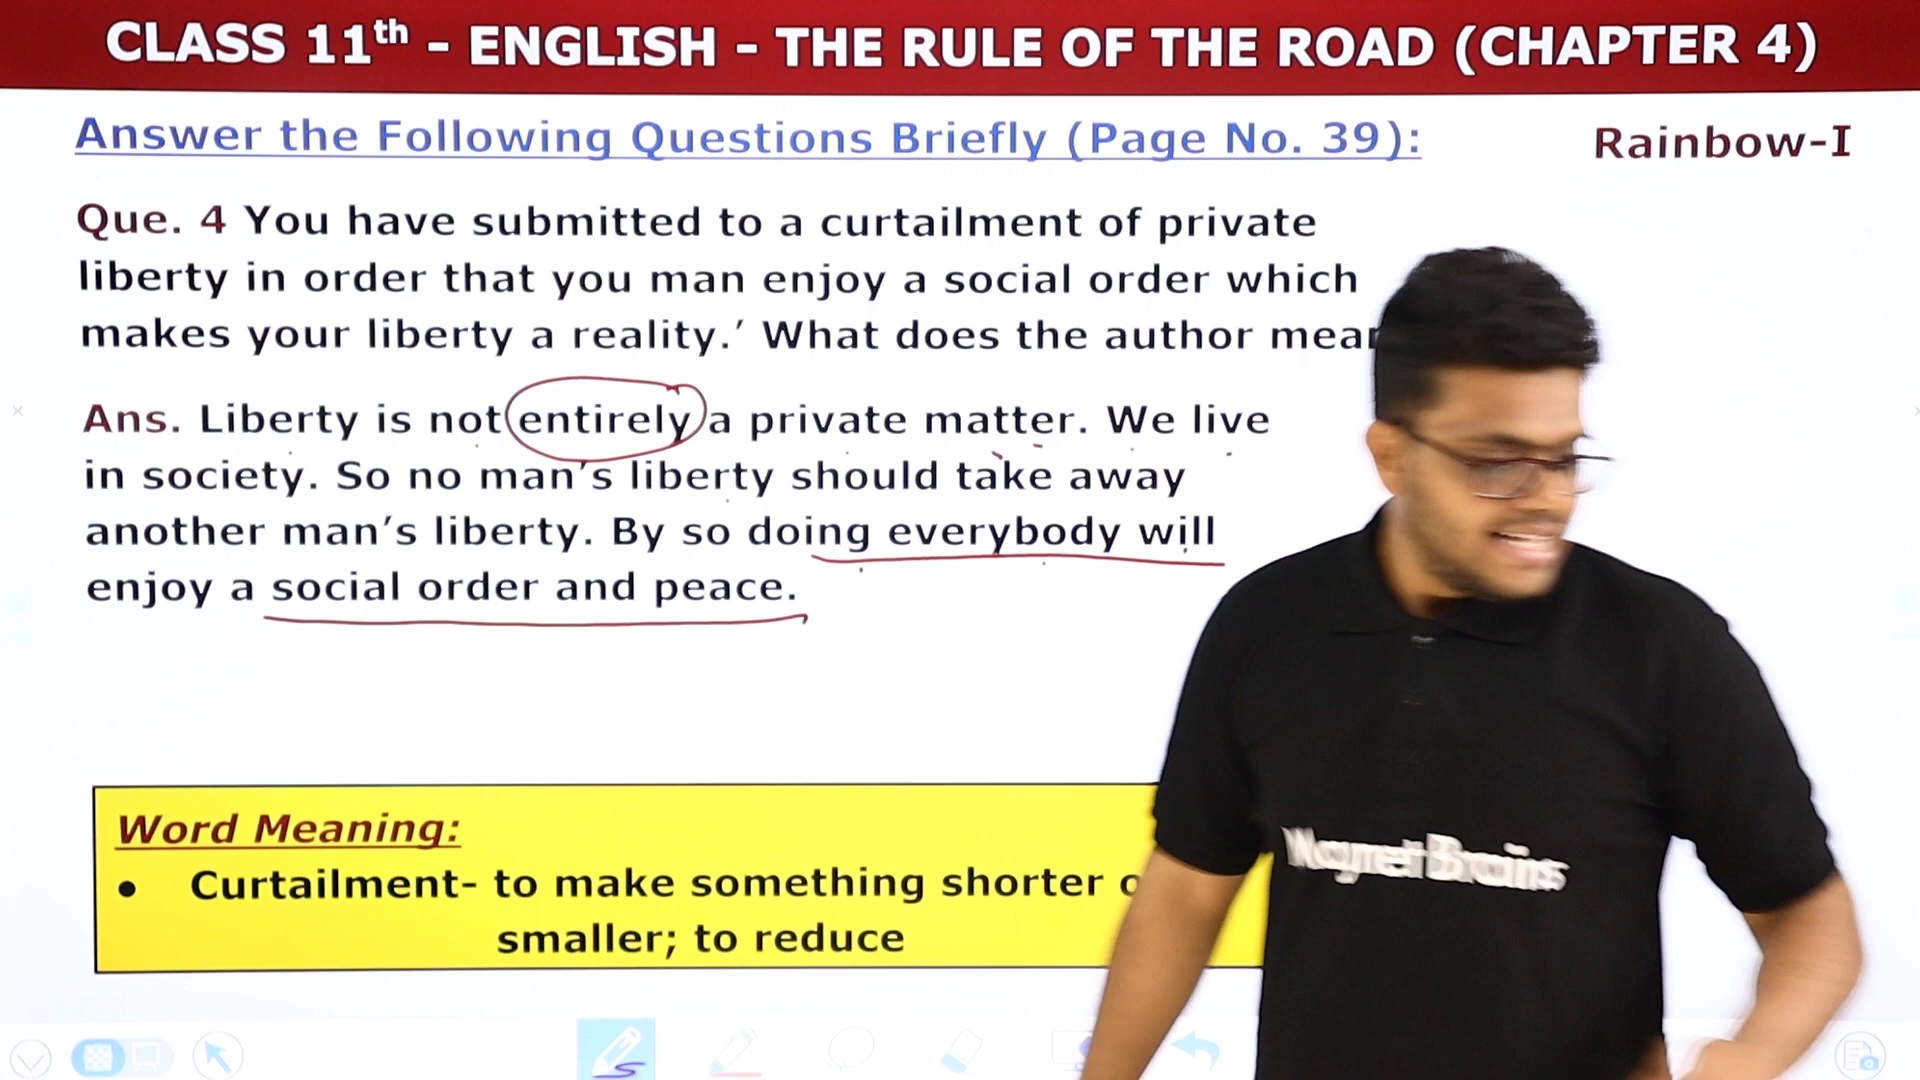 CLASS 11th - ENGLISH - THE RULE OF THE ROAD (CHAPTER 4)
Answer the Following Questions Briefly (Page No. 39):
Rainbow-I
Que. 4 You have submitted to a curtailment of private
liberty in order that you man enjoy a social order which
makes your liberty a reality.’ What does the author
Ans. Liberty is not entirely a private matter. We live
in society. So no man’s liberty should take away
another man’s liberty. By so doing everybody will
enjoy a social order and peace.
Word Meaning:
• Curtailment- to make something shorter
smaller; to reduce
Magnet Brains